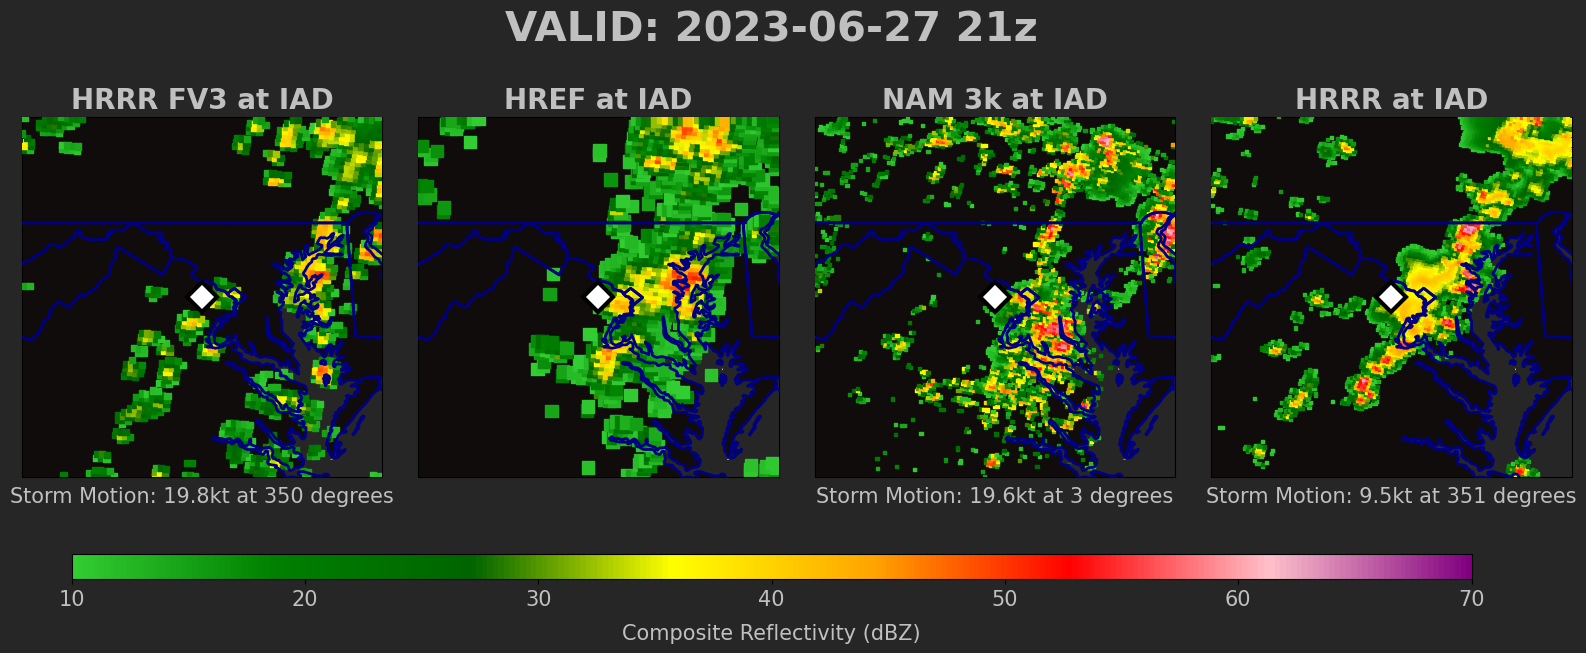 VALID: 2023-06-27 21z
HRRR FV3 at IAD
HREF at IAD
NAM 3k at IAD
HRRR at IAD
Storm Motion: 19.8kt at 350 degrees
Storm Motion: 19.6kt at 3 degrees
Storm Motion: 9.5kt at 351 degrees
10 20 30 40 50 60 70
Composite Reflectivity (dBZ)